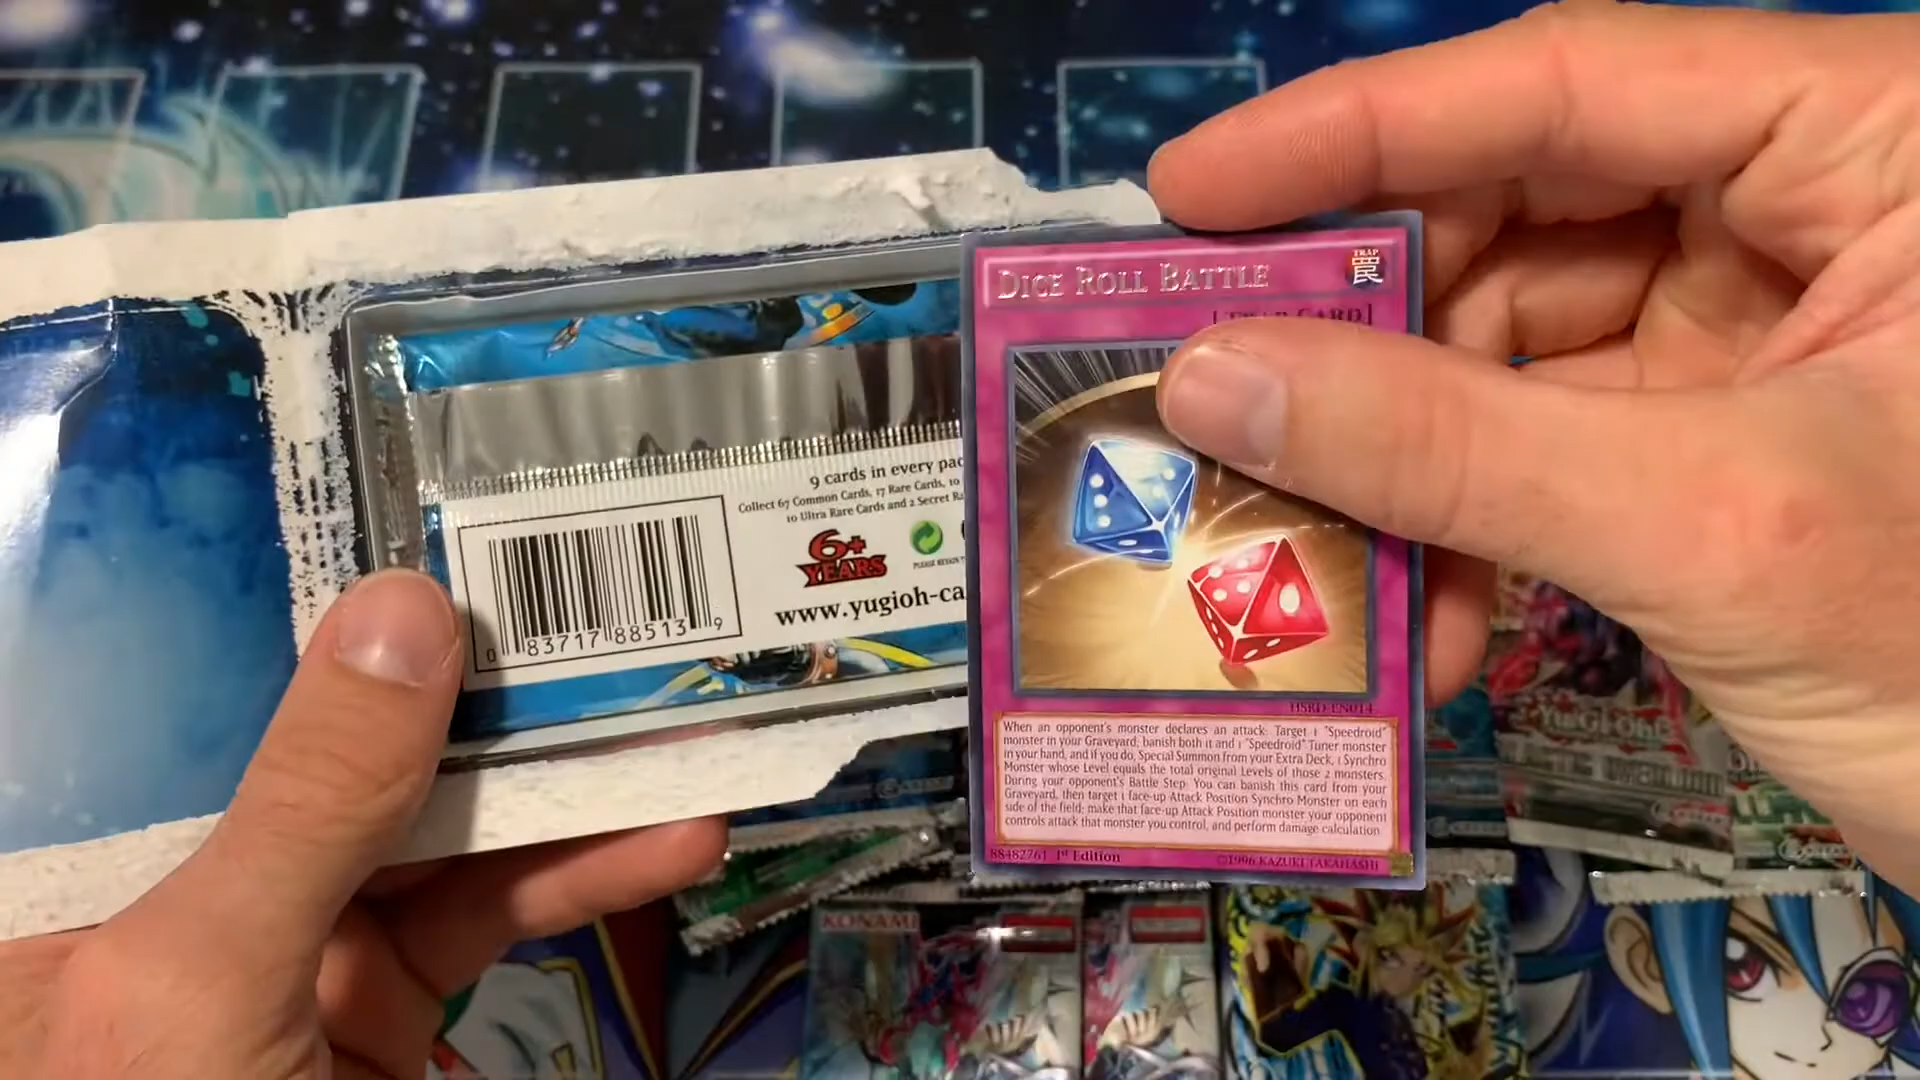 DICE ROLL BATTLE
TRAP
罠
[TRAP CARD]
9 cards in every pac
Collect 67 Common Cards, 17 Rare Cards, 10
10 Ultra Rare Cards and 2 Secret Ra
6+
YEARS
www.yugioh-ca
0 83717 88513 9
HSRD-EN014
When an opponent's monster declares an attack: Target 1 "Speedroid"
monster in your Graveyard; banish both it and 1 "Speedroid" Tuner monster
in your hand, and if you do, Special Summon from your Extra Deck, 1 Synchro
Monster whose Level equals the total original Levels of those 2 monsters.
During your opponent's Battle Step: You can banish this card from your
Graveyard, then target 1 face-up Attack Position Synchro Monster on each
side of the field; make that face-up Attack Position monster your opponent
controls attack that monster you control, and perform damage calculation
88482761 1st Edition
©1996 KAZUKI TAKAHASHI
Yu-Gi-Oh!
KONAMI